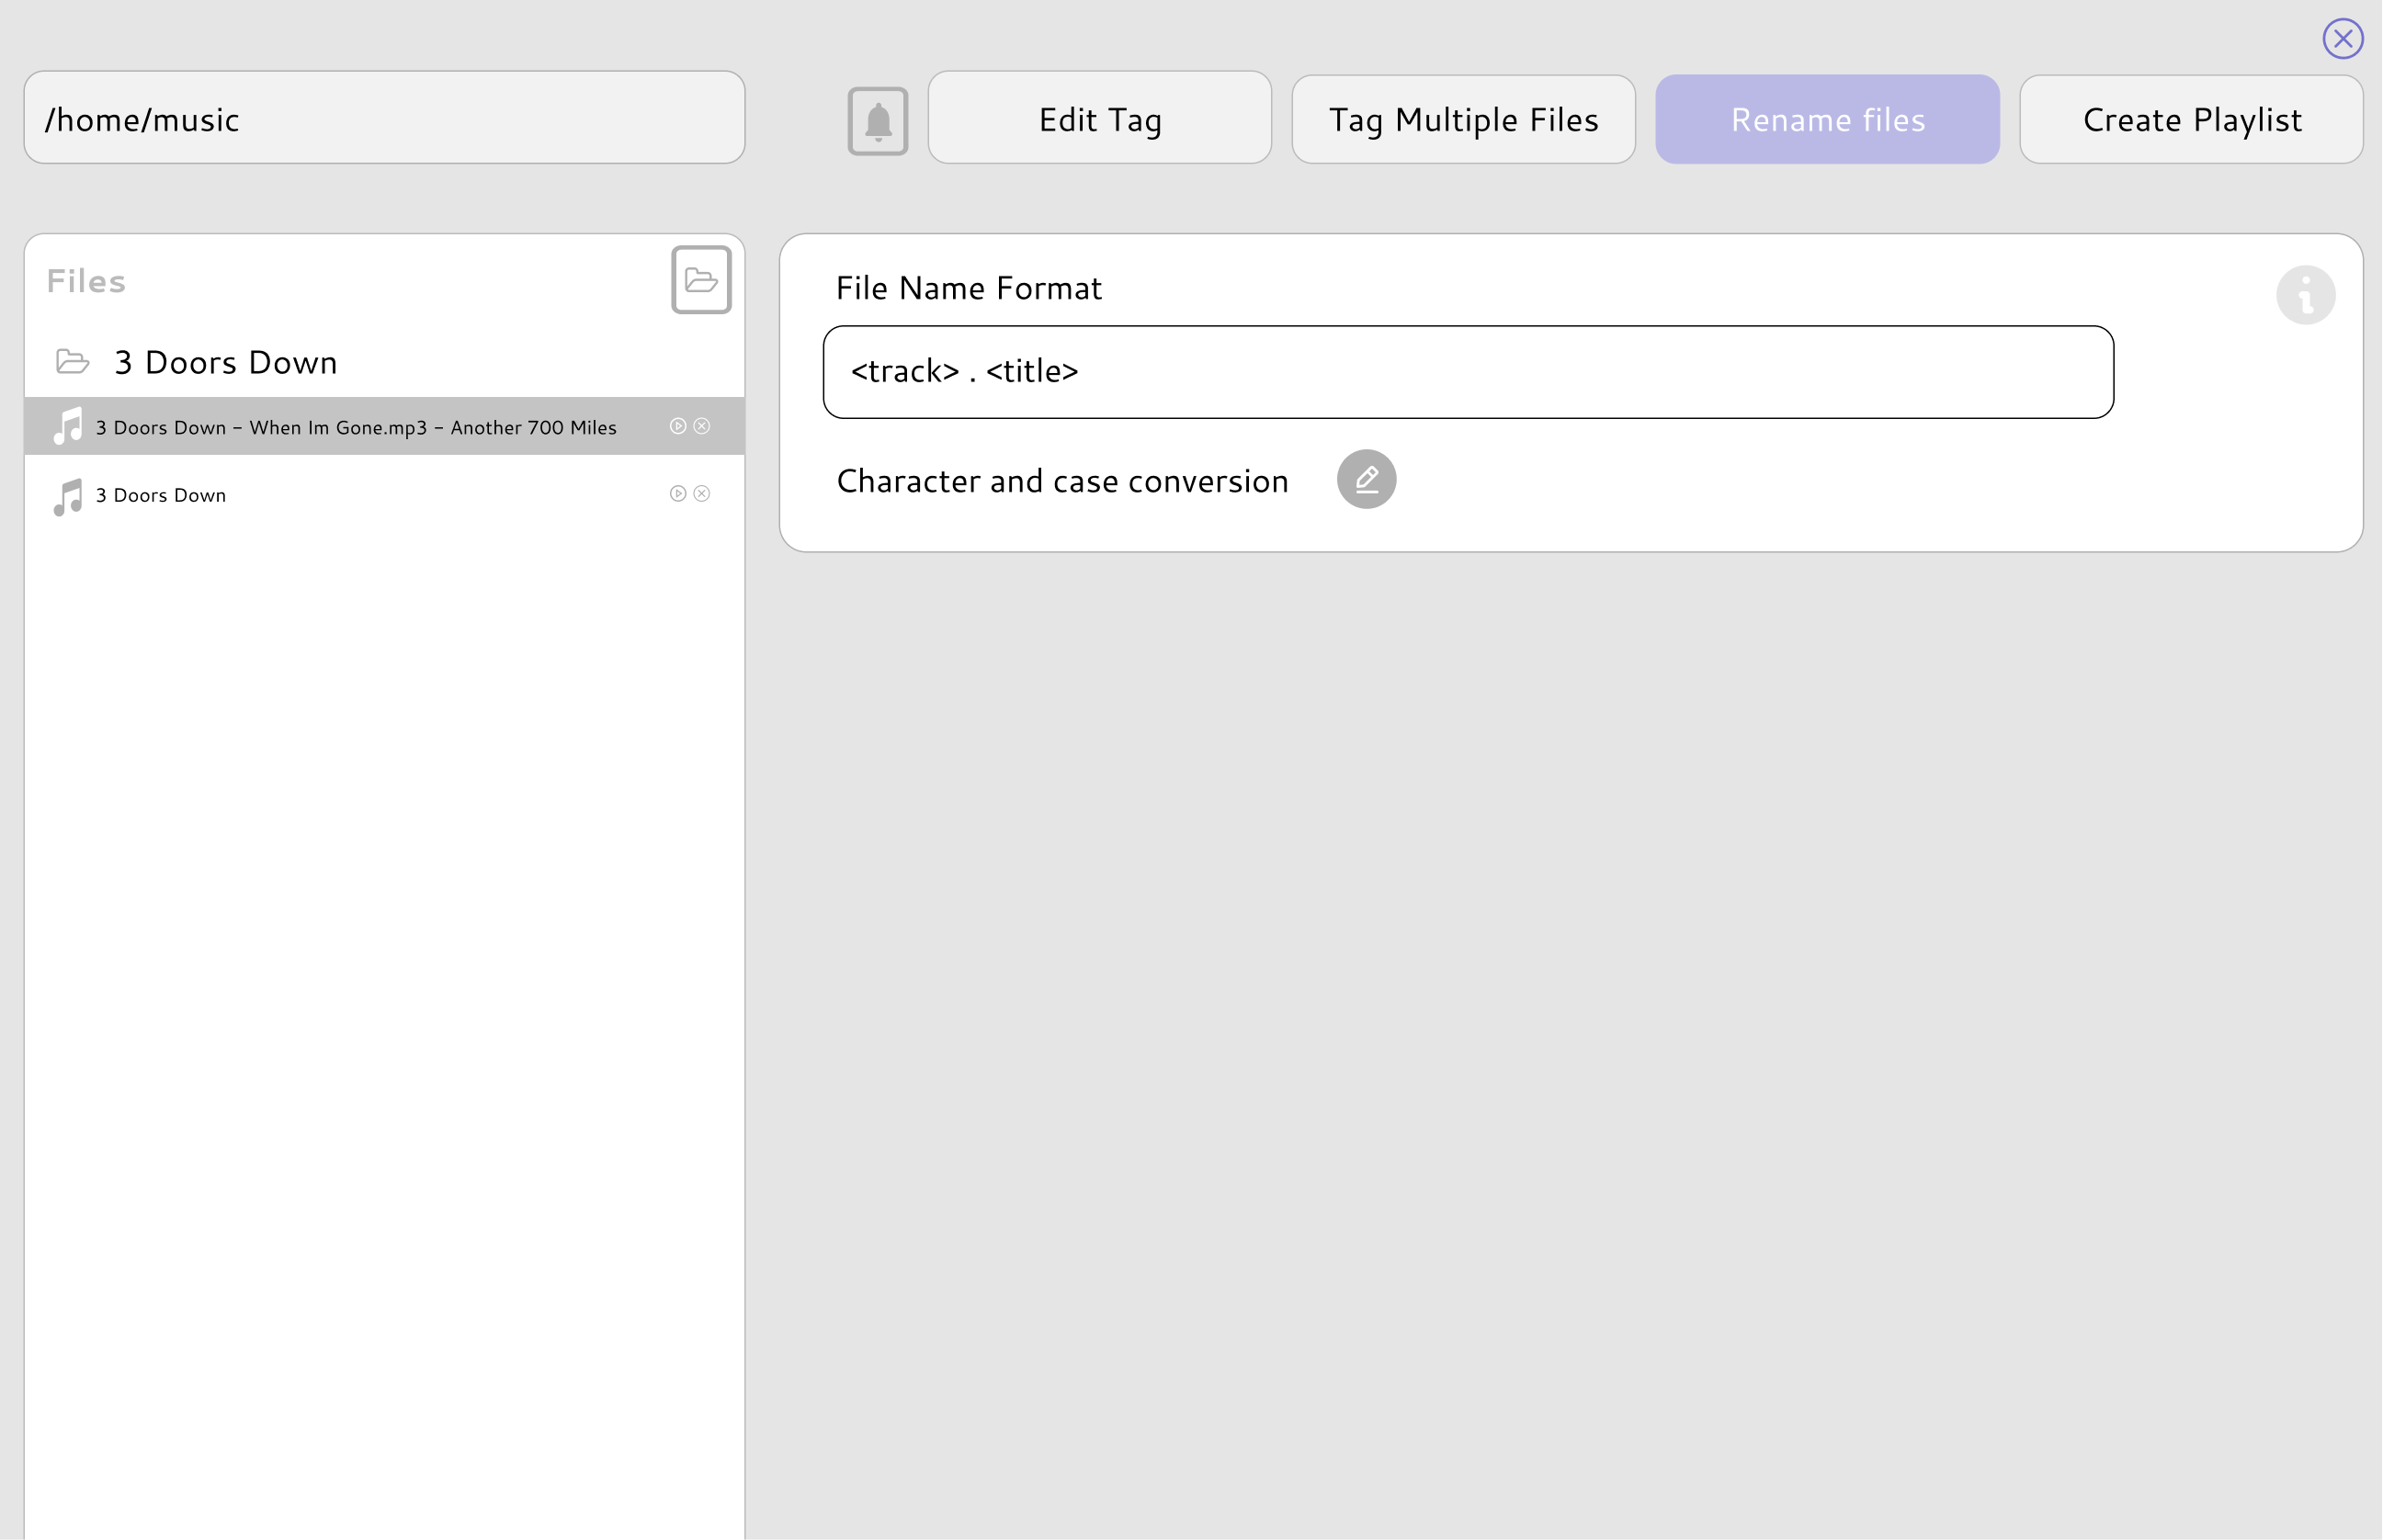 /home/music
Edit Tag
Tag Multiple Files
Rename files
Create Playlist
Files
3 Doors Down
3 Doors Down - When Im Gone.mp3 - Another 700 Miles
3 Doors Down
File Name Format
<track> . <title>
Character and case conversion